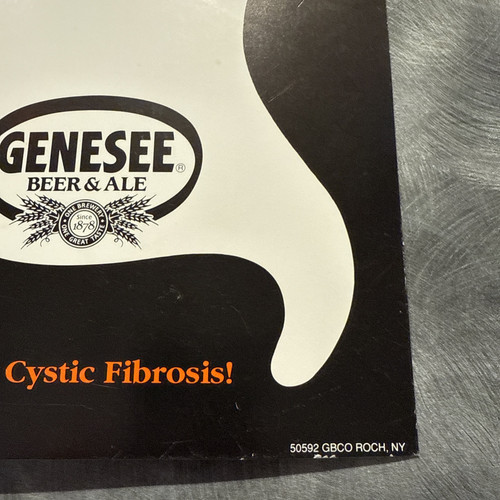 GENESEE®
BEER & ALE
ONE BREWERY
Since
1878
ONE GREAT TASTE
Cystic Fibrosis!
50592 GBCO ROCH, NY